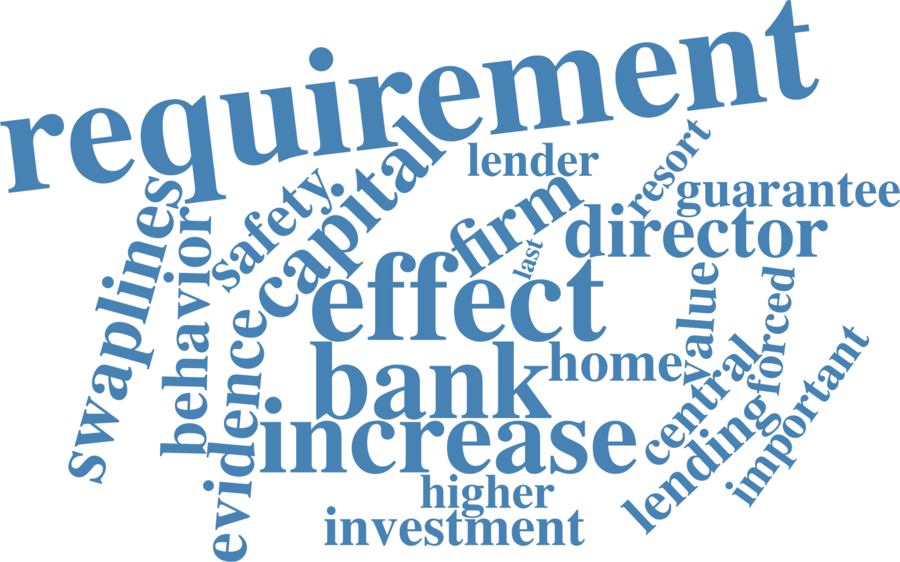 requirement
lender
resort
guarantee
safety
capital
firm
director
swaplines
behavior
last
effect
value
forced
evidence
bank
home
central
important
increase
lending
higher
investment